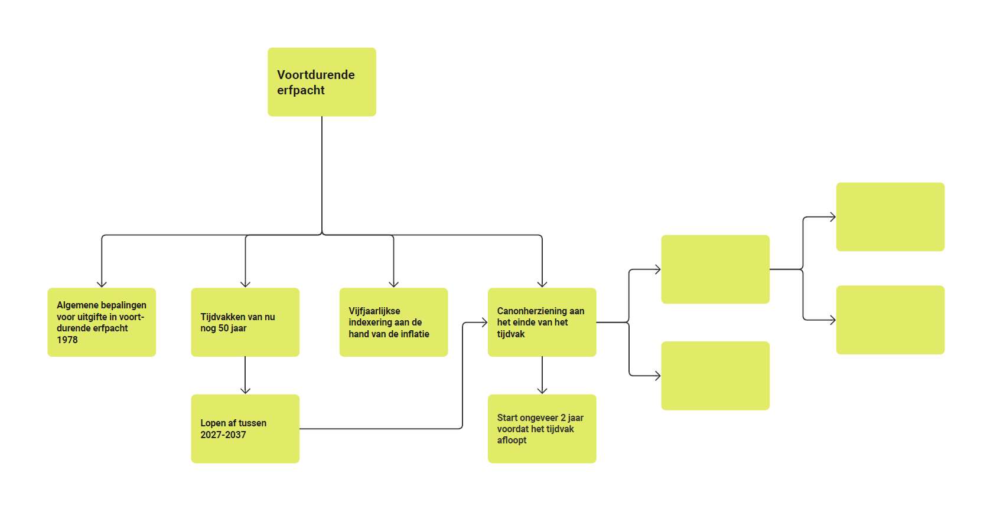 Voortdurende
erfpacht
Algemene bepalingen
voor uitgifte in voort-
durende erfpacht
1978
Tijdvakken van nu
nog 50 jaar
Vijfjaarlijkse
indexering aan de
hand van de inflatie
Canonherziening aan
het einde van het
tijdvak
Lopen af tussen
2027-2037
Start ongeveer 2 jaar
voordat het tijdvak
afloopt